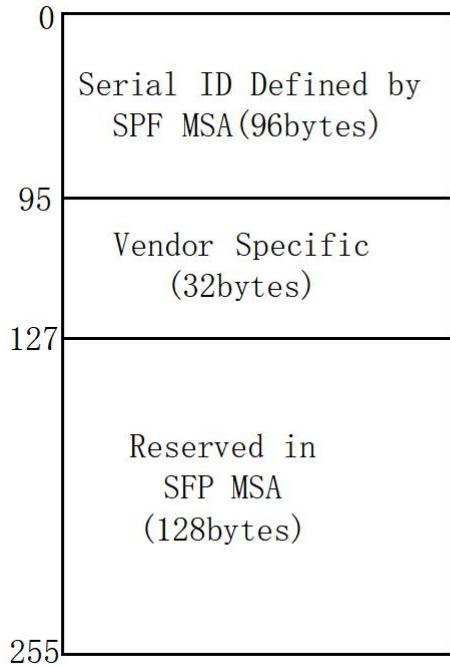 0
Serial ID Defined by
SPF MSA(96bytes)
95
Vendor Specific
(32bytes)
127
Reserved in
SFP MSA
(128bytes)
255